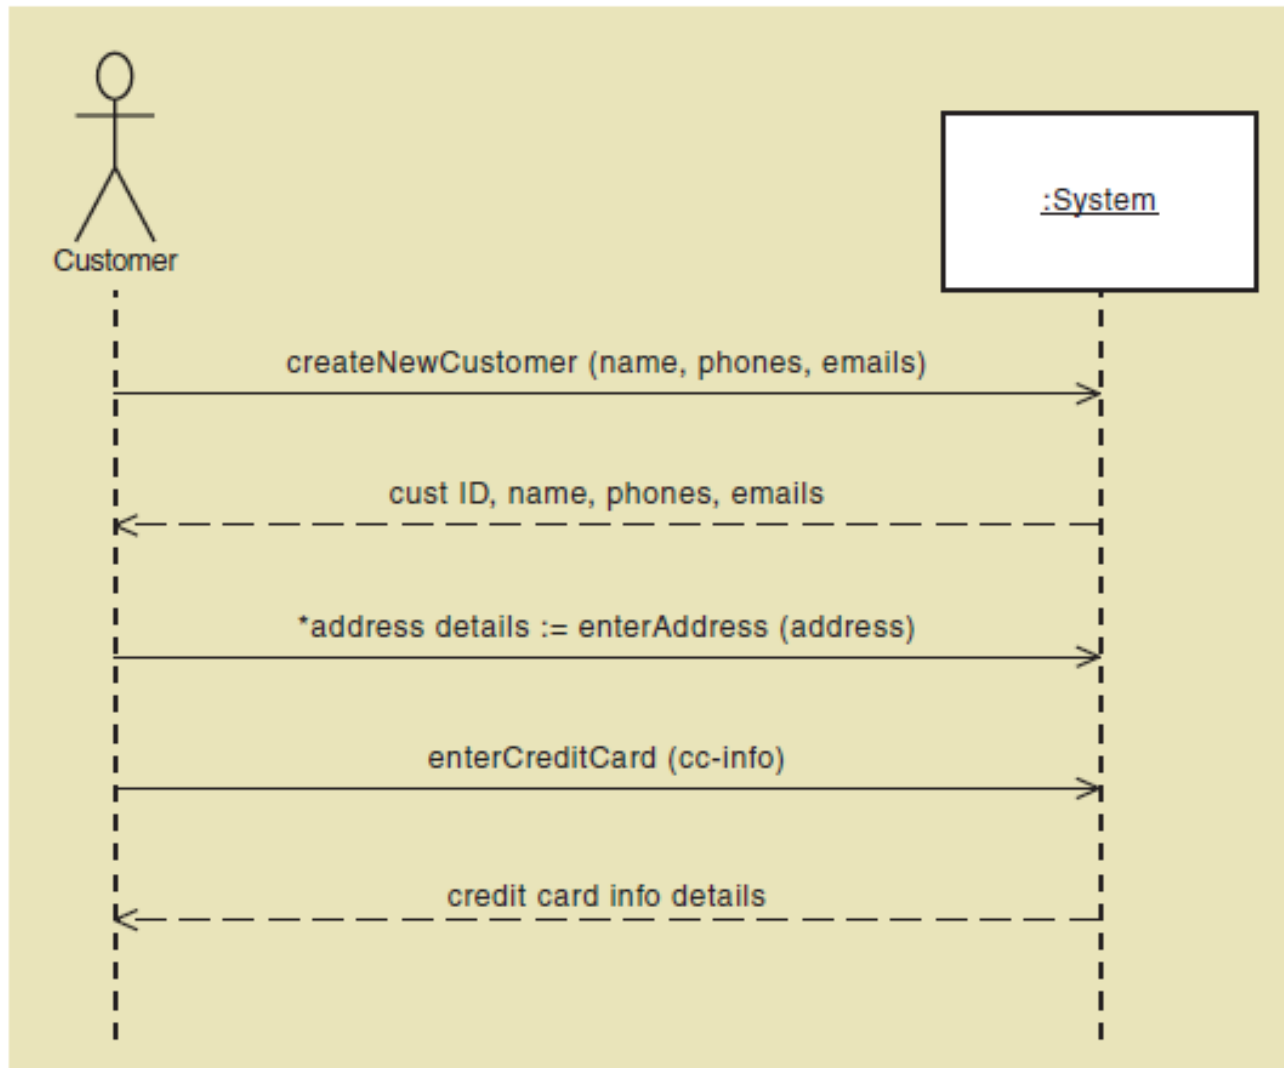 Customer
:System
createNewCustomer (name, phones, emails)
cust ID, name, phones, emails
*address details := enterAddress (address)
enterCreditCard (cc-info)
credit card info details